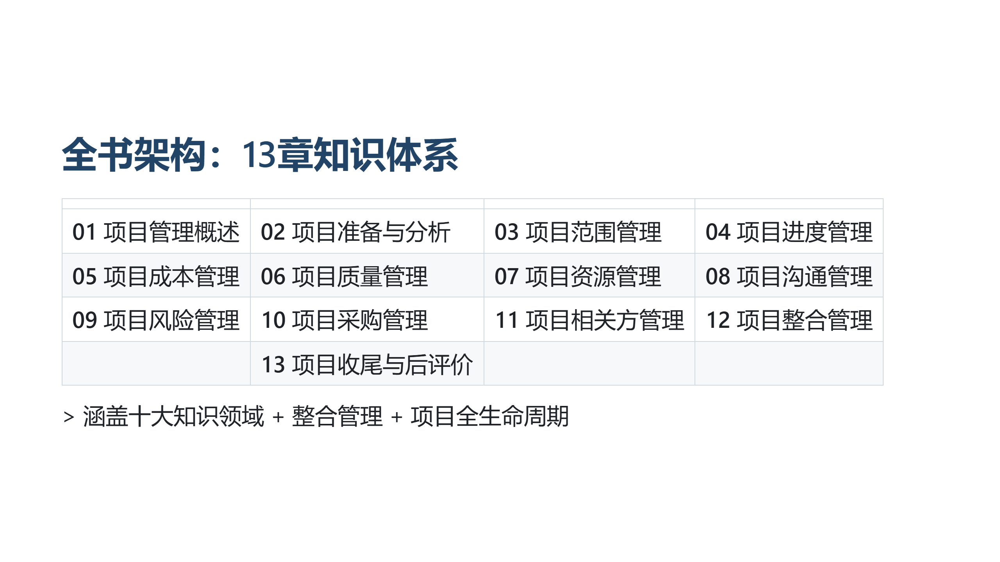 全书架构：13章知识体系
01 项目管理概述 02 项目准备与分析 03 项目范围管理 04 项目进度管理
05 项目成本管理 06 项目质量管理 07 项目资源管理 08 项目沟通管理
09 项目风险管理 10 项目采购管理 11 项目相关方管理 12 项目整合管理
13 项目收尾与后评价
> 涵盖十大知识领域 + 整合管理 + 项目全生命周期